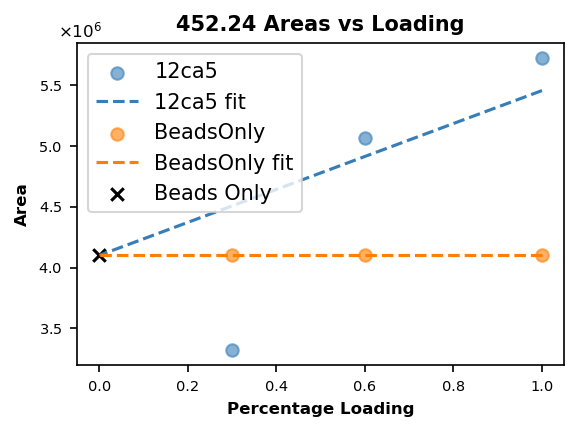 452.24 Areas vs Loading
×10⁶
12ca5
12ca5 fit
BeadsOnly
BeadsOnly fit
Beads Only
5.5
5.0
4.5
4.0
3.5
Area
0.0 0.2 0.4 0.6 0.8 1.0
Percentage Loading